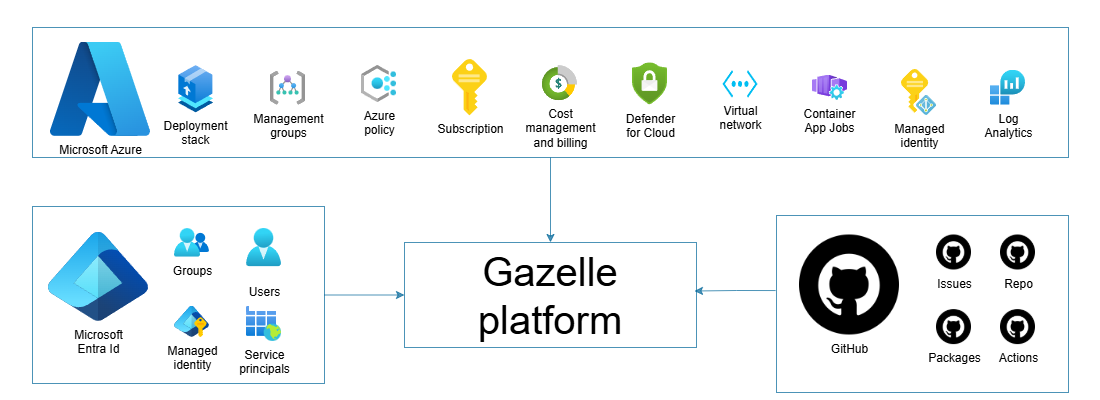 Microsoft Azure
Deployment
stack
Management
groups
Azure
policy
Subscription
Cost
management
and billing
Defender
for Cloud
Virtual
network
Container
App Jobs
Managed
identity
Log
Analytics
Microsoft
Entra Id
Groups
Users
Managed
identity
Service
principals
Gazelle
platform
GitHub
Issues
Repo
Packages
Actions